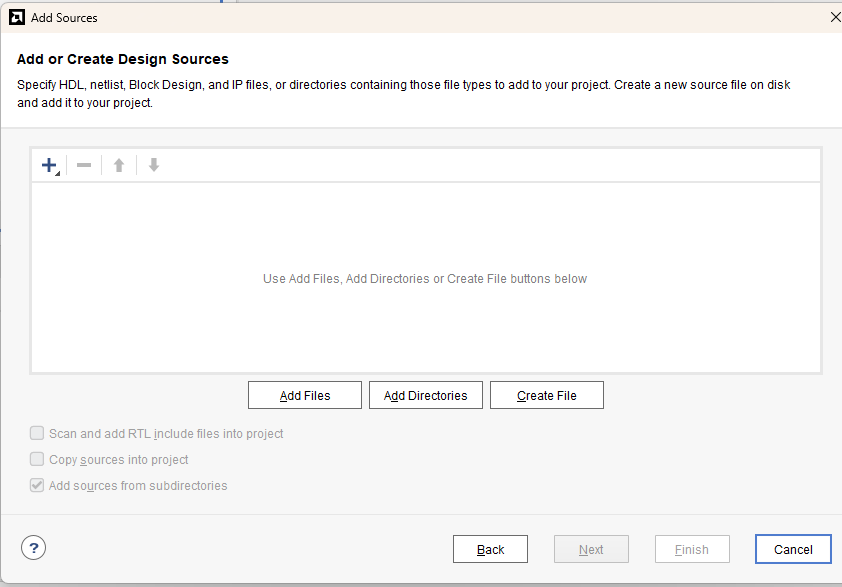 Add Sources
Add or Create Design Sources
Specify HDL, netlist, Block Design, and IP files, or directories containing those file types to add to your project. Create a new source file on disk
and add it to your project.
Use Add Files, Add Directories or Create File buttons below
Add Files
Add Directories
Create File
Scan and add RTL include files into project
Copy sources into project
Add sources from subdirectories
?
Back
Next
Finish
Cancel